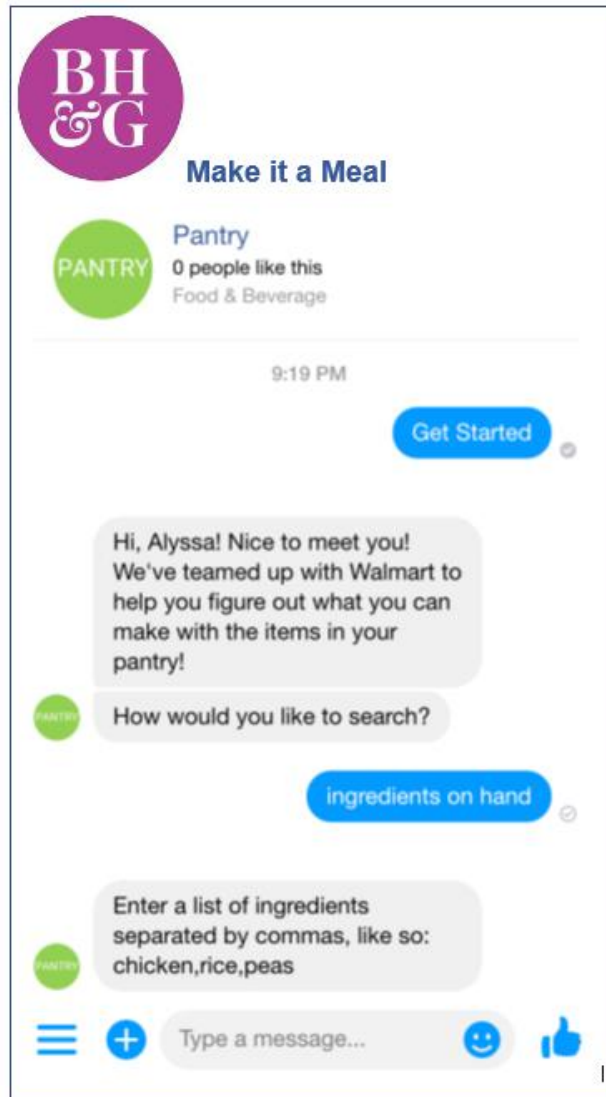 BH
&G
Make it a Meal
PANTRY
Pantry
0 people like this
Food & Beverage
9:19 PM
Get Started
Hi, Alyssa! Nice to meet you!
We've teamed up with Walmart to
help you figure out what you can
make with the items in your
pantry!
PANTRY
How would you like to search?
ingredients on hand
Enter a list of ingredients
separated by commas, like so:
chicken,rice,peas
PANTRY
Type a message...